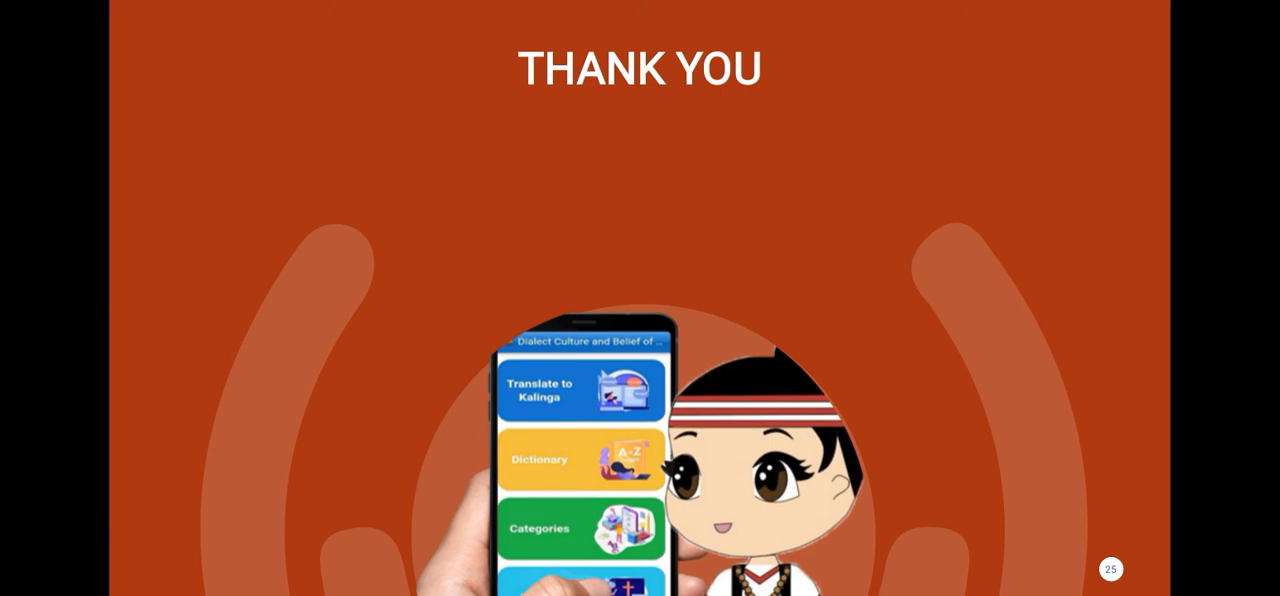 THANK YOU
Dialect Culture and Belief of ...
Translate to
Kalinga
Dictionary
A-Z
Categories
25